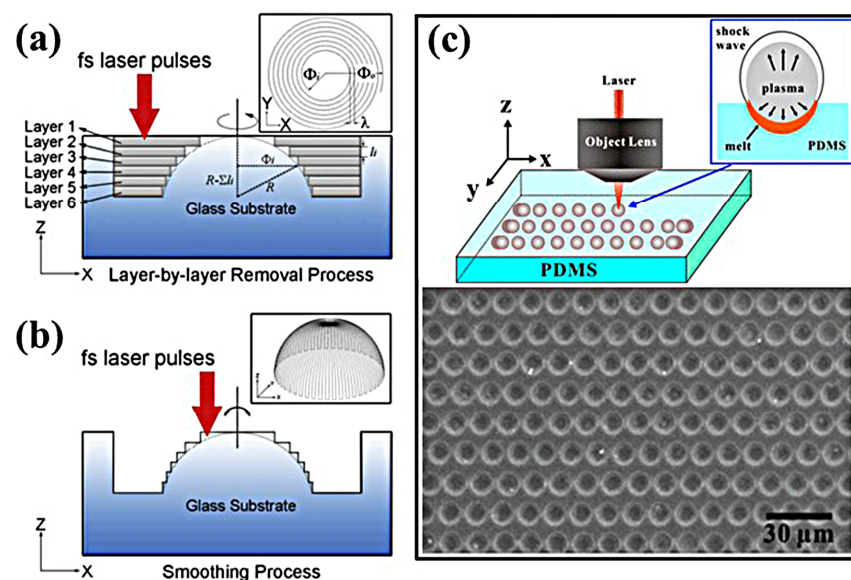 (a)
fs laser pulses
Φi
Φo
Y
X
λ
Layer 1
Layer 2
Layer 3
Layer 4
Layer 5
Layer 6
Φi
li
R-Σli
R
Glass Substrate
Z
X
Layer-by-layer Removal Process
(b)
fs laser pulses
z
x
Glass Substrate
Z
X
Smoothing Process
(c)
shock
wave
plasma
melt
PDMS
Laser
z
x
y
Object Lens
PDMS
30 μm